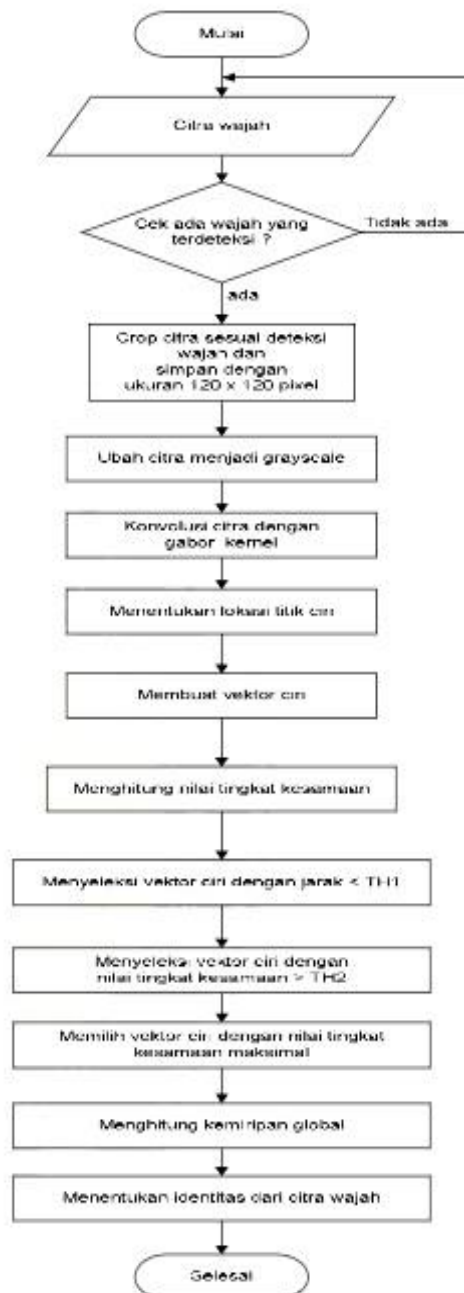 Mulai
Citra wajah
Cek ada wajah yang
terdeteksi ?
Tidak ada
ada
Crop citra sesuai deteksi
wajah dan
simpan dengan
ukuran 120 x 120 pixel
Ubah citra menjadi grayscale
Konvolusi citra dengan
gabor kernel
Menentukan lokasi titik ciri
Membuat vektor ciri
Menghitung nilai tingkat kesamaan
Menyeleksi vektor ciri dengan jarak < TH1
Menyeleksi vektor ciri dengan
nilai tingkat kesamaan > TH2
Memilih vektor ciri dengan nilai tingkat
kesamaan maksimal
Menghitung kemiripan global
Menentukan identitas dari citra wajah
Selesai